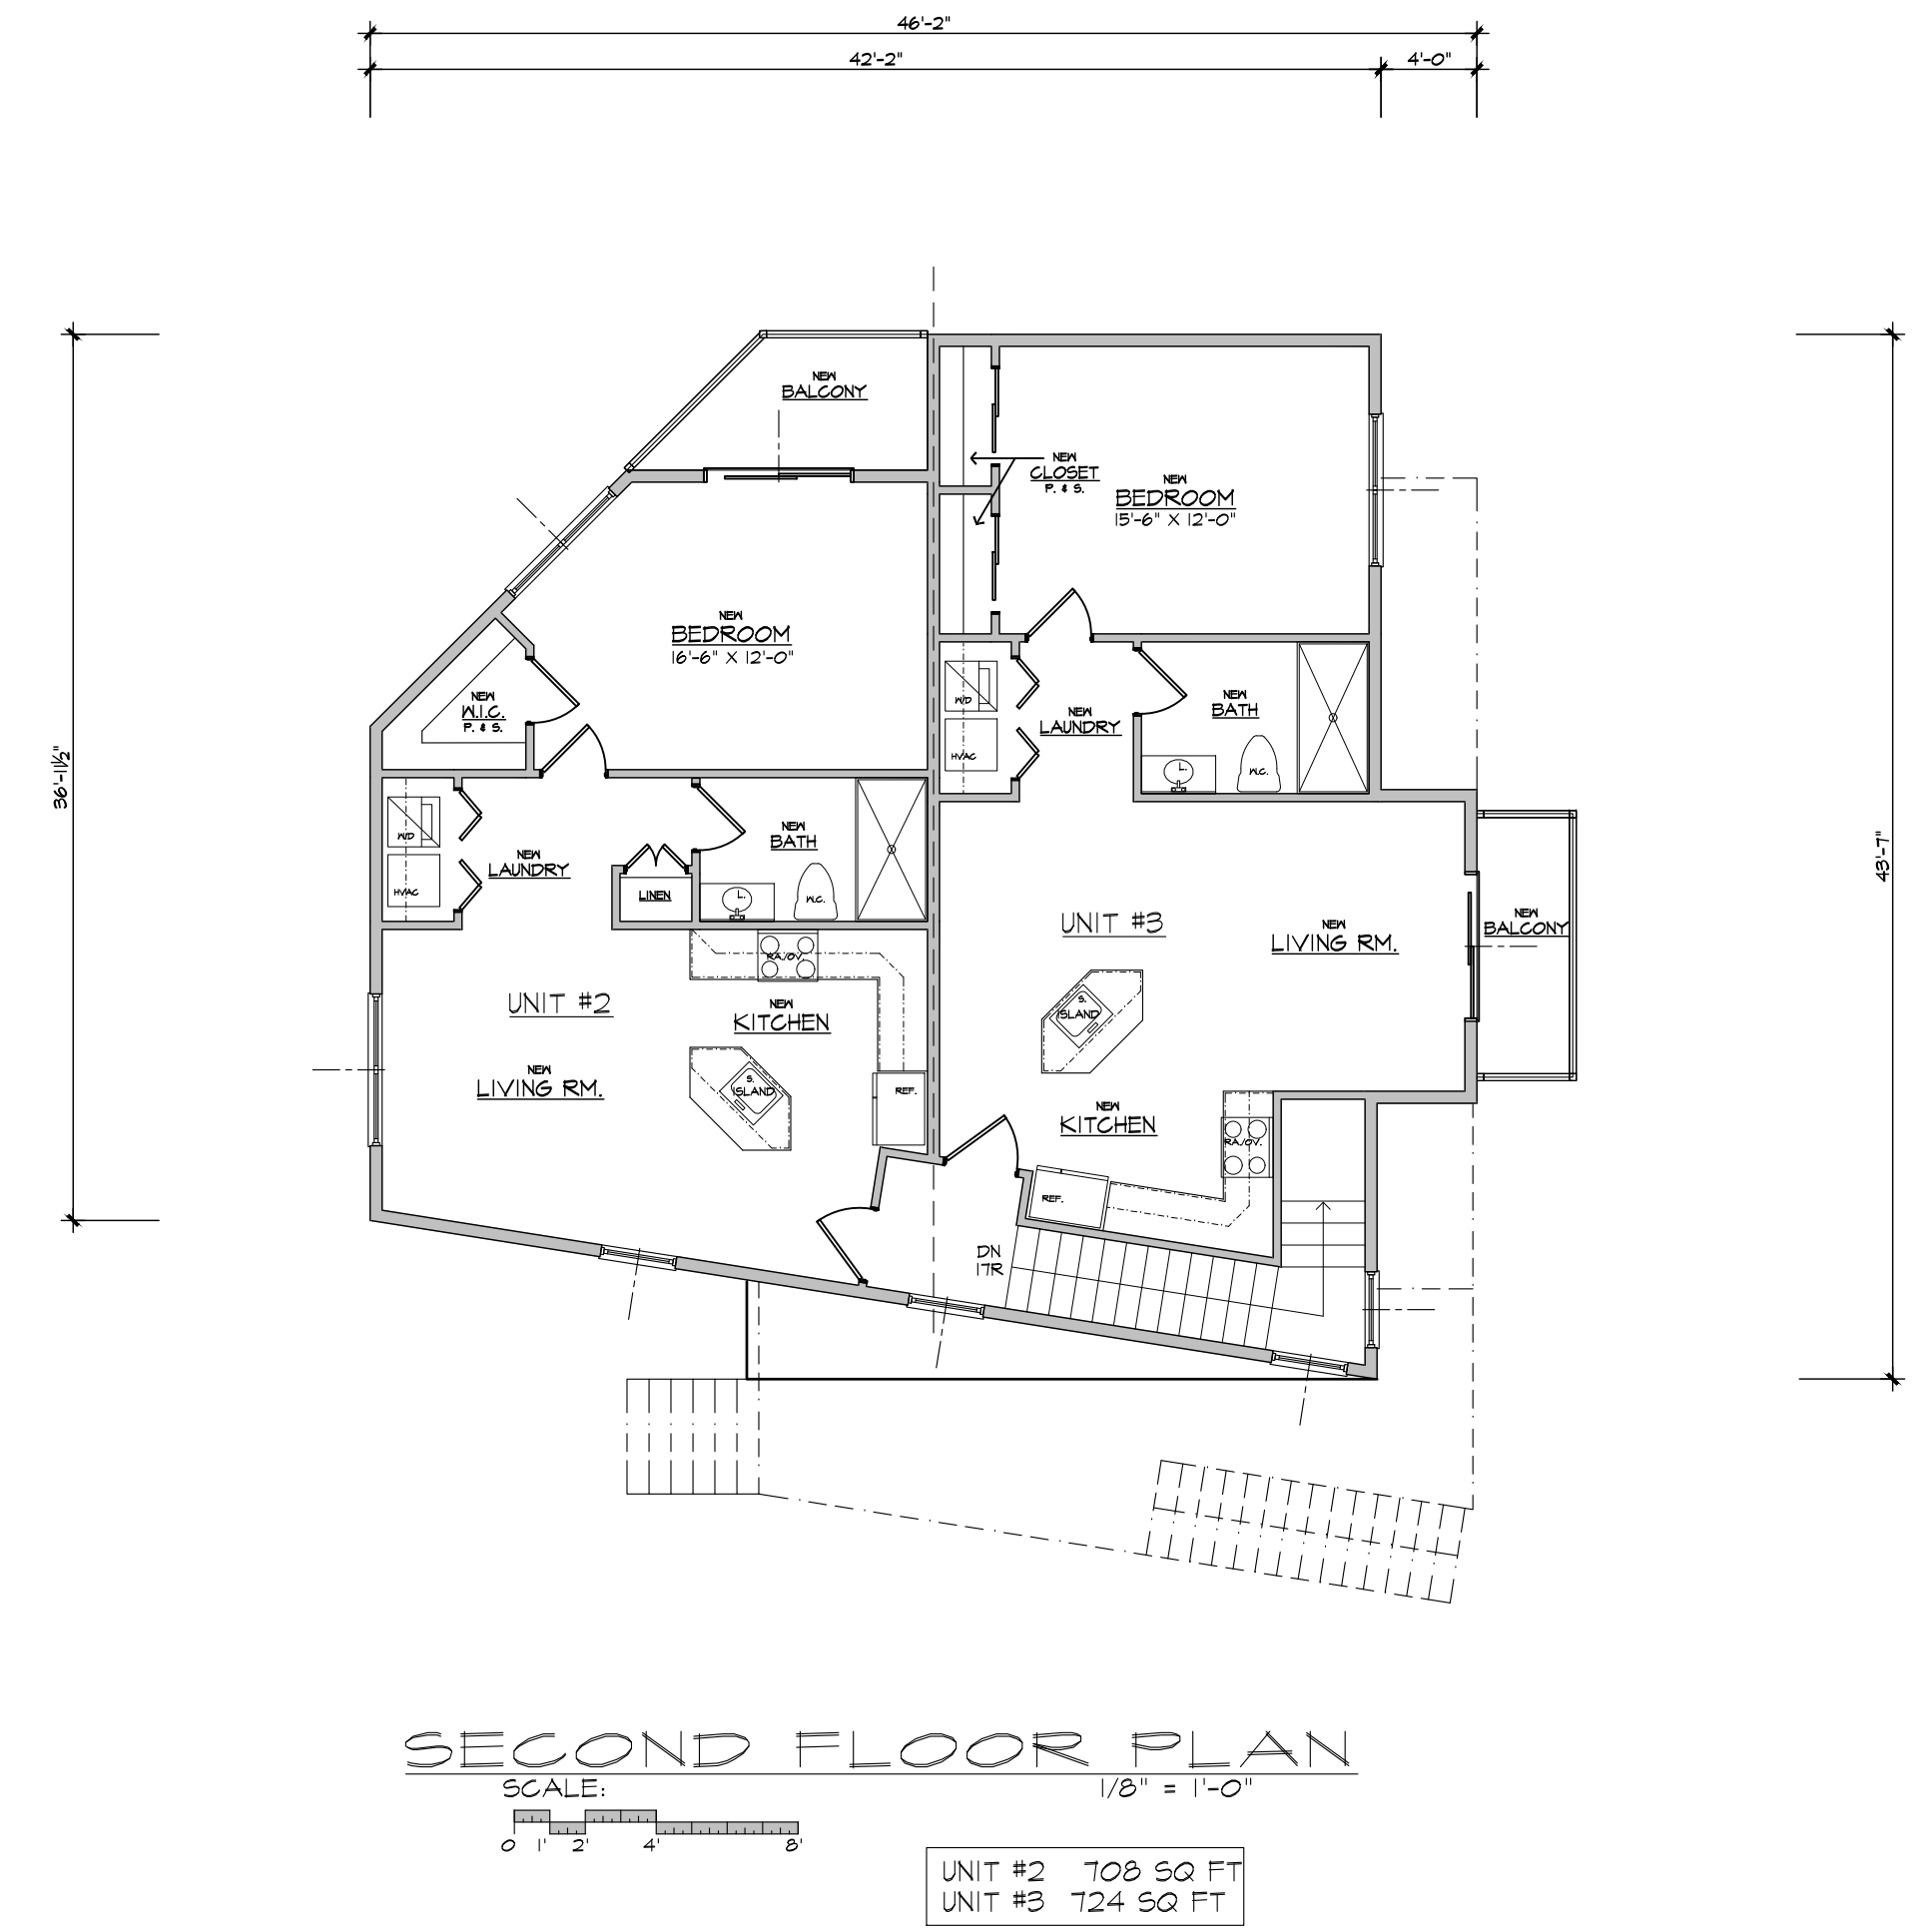 46'-2"
42'-2"
4'-0"
36'-11½"
43'-7"
NEW
BALCONY
NEW
CLOSET
P. & S.
NEW
BEDROOM
15'-6" X 12'-0"
NEW
BEDROOM
16'-6" X 12'-0"
NEW
W.I.C.
P. & S.
W/D
HVAC
NEW
LAUNDRY
NEW
BATH
L.
W.C.
W/D
HVAC
NEW
LAUNDRY
LINEN
NEW
BATH
L.
W.C.
UNIT #3
NEW
LIVING RM.
NEW
BALCONY
RA./OV.
UNIT #2
NEW
KITCHEN
S.
ISLAND
NEW
LIVING RM.
S.
ISLAND
REF.
NEW
KITCHEN
RA./OV.
REF.
DN
17R
SECOND FLOOR PLAN
SCALE: 1/8" = 1'-0"
0 1' 2' 4' 8'
UNIT #2 708 SQ FT
UNIT #3 724 SQ FT